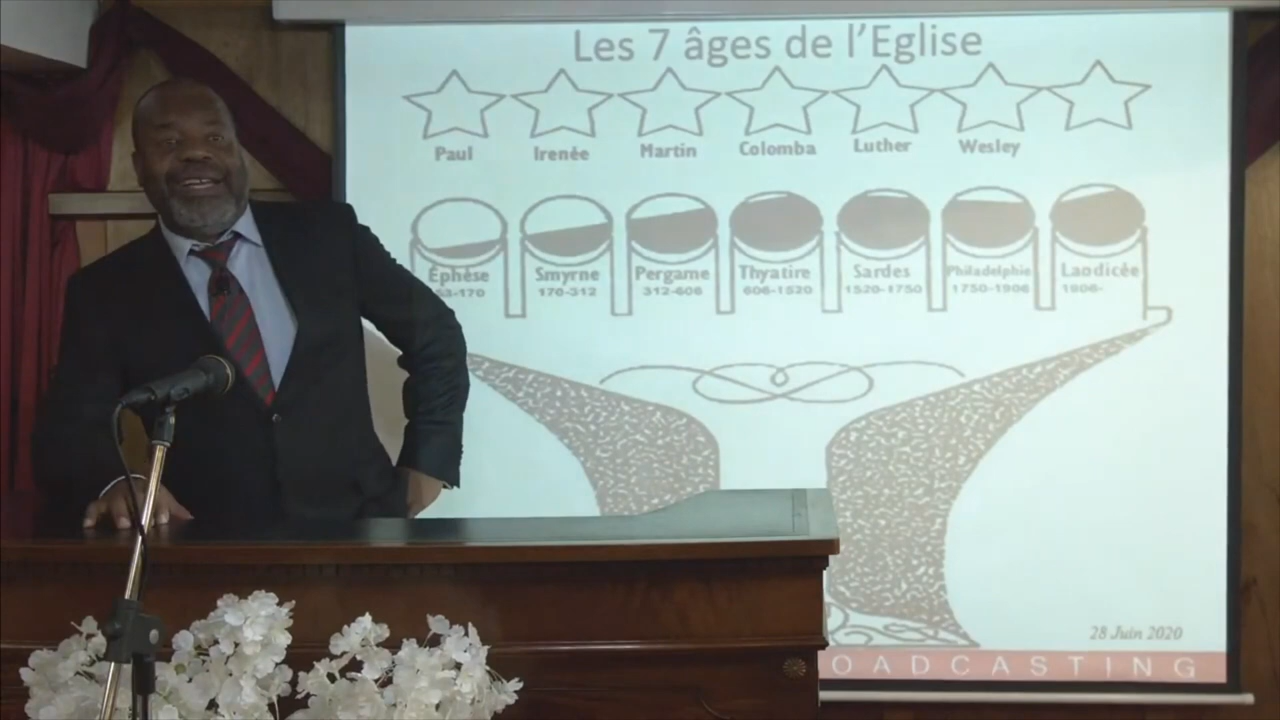 Les 7 âges de l’Eglise
Paul Irenée Martin Colomba Luther Wesley
Éphèse Smyrne Pergame Thyatire Sardes Philadelphie Laodicée
170-312 312-606 606-1520 1520-1750 1750-1906 1906-
28 Juin 2020
OADCASTING